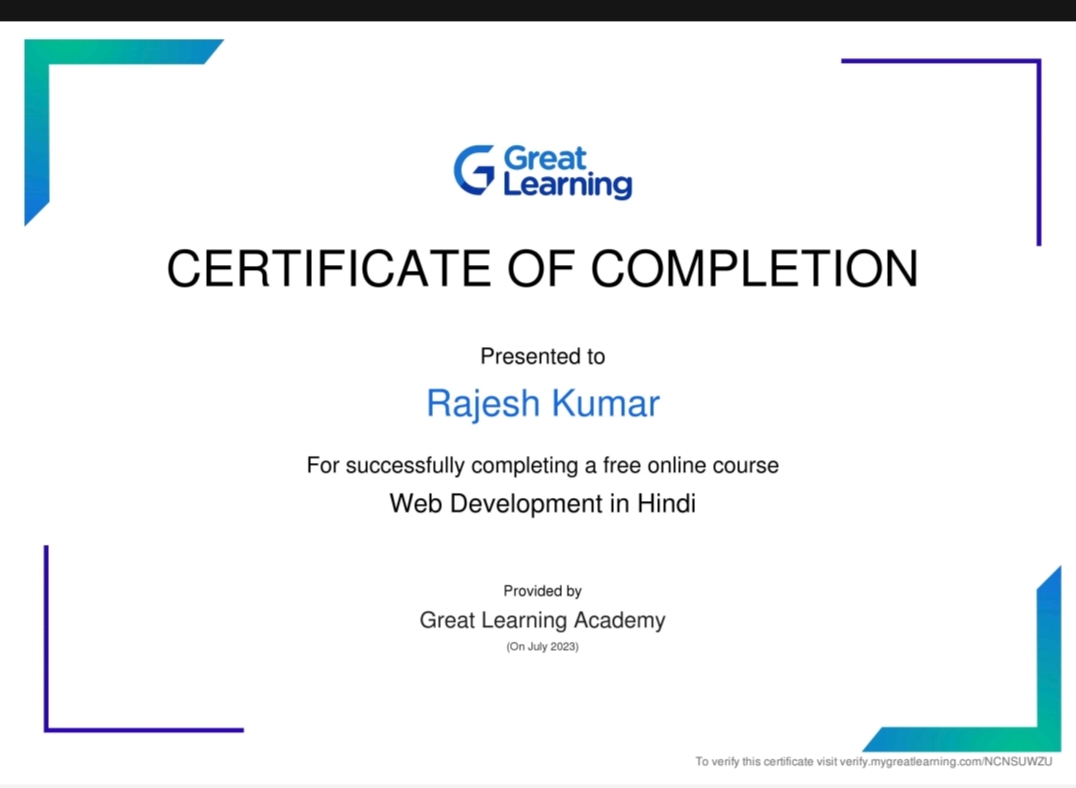 Great
Learning
CERTIFICATE OF COMPLETION
Presented to
Rajesh Kumar
For successfully completing a free online course
Web Development in Hindi
Provided by
Great Learning Academy
(On July 2023)
To verify this certificate visit verify.mygreatlearning.com/NCNSUWZU